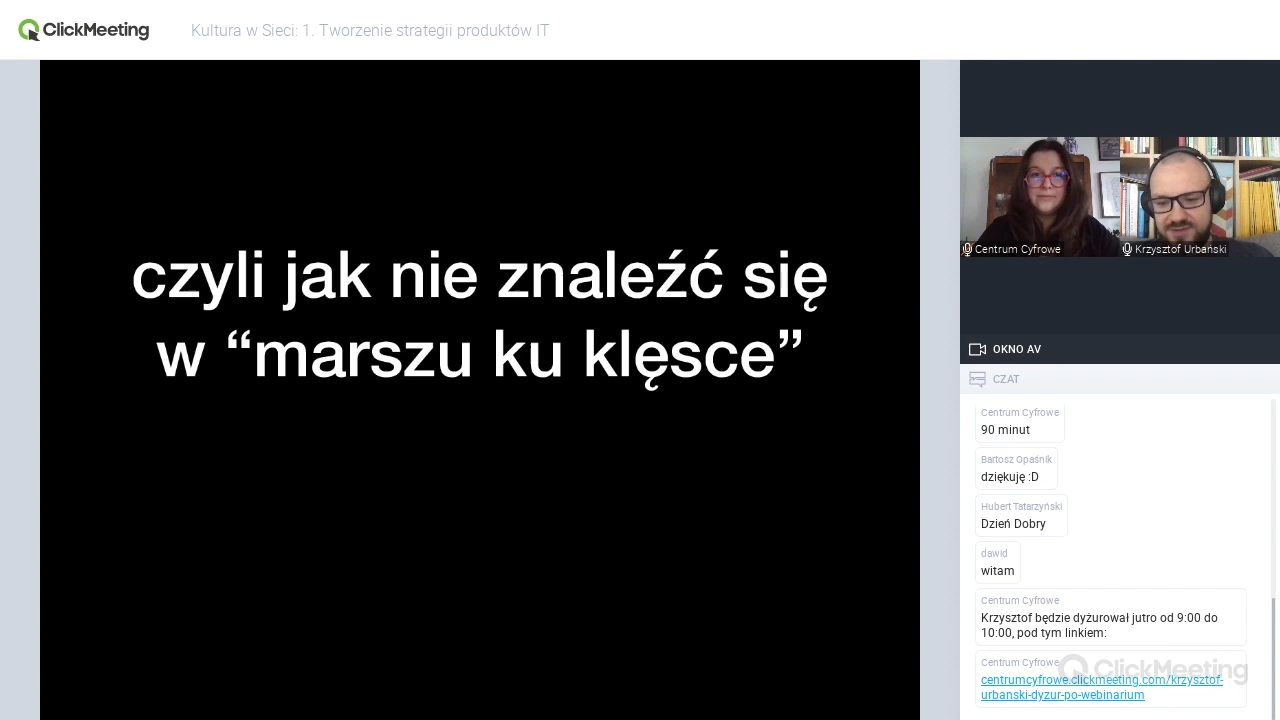 ClickMeeting
Kultura w Sieci: 1. Tworzenie strategii produktów IT
czyli jak nie znaleźć się
w “marszu ku klęsce”
Centrum Cyfrowe
Krzysztof Urbański
OKNO AV
CZAT
Centrum Cyfrowe
90 minut
Bartosz Opaśnik
dziękuję :D
Hubert Tatarzyński
Dzień Dobry
dawid
witam
Centrum Cyfrowe
Krzysztof będzie dyżurował jutro od 9:00 do
10:00, pod tym linkiem:
Centrum Cyfrowe
centrumcyfrowe.clickmeeting.com/krzysztof-
urbanski-dyzur-po-webinarium
ClickMeeting